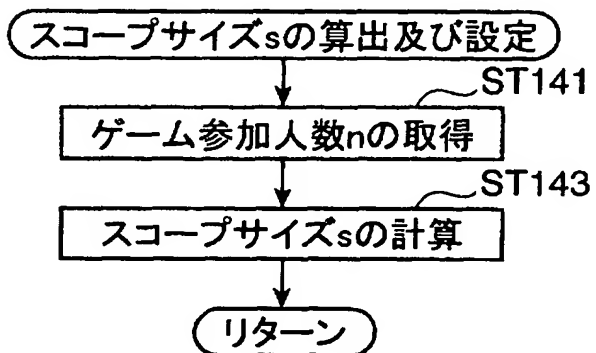 スコープサイズsの算出及び設定
ST141
ゲーム参加人数nの取得
ST143
スコープサイズsの計算
リターン